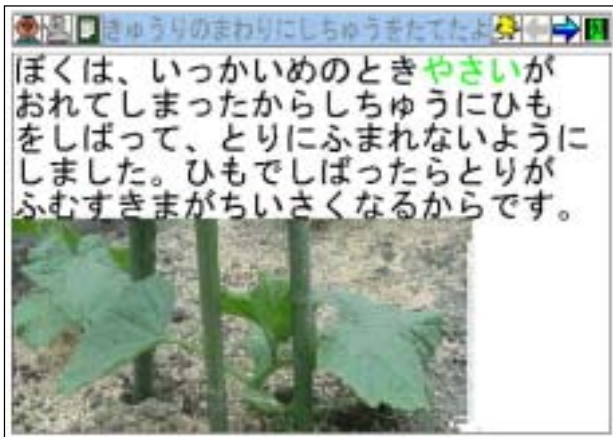 きゅうりのまわりにしちゅうをたてたよ
ぼくは、いっかいめのときやさいが
おれてしまったからしちゅうにひも
をしばって、とりにふまれないように
しました。ひもでしばったらとりが
ふむすきまがちいさくなるからです。